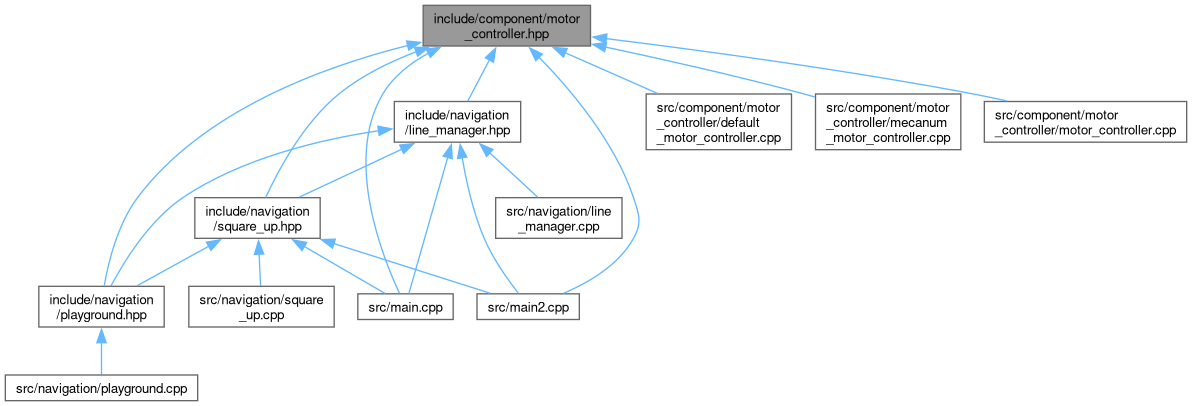 include/component/motor
_controller.hpp
include/navigation
/line_manager.hpp
src/component/motor
_controller/default
_motor_controller.cpp
src/component/motor
_controller/mecanum
_motor_controller.cpp
src/component/motor
_controller/motor_controller.cpp
include/navigation
/square_up.hpp
src/navigation/line
_manager.cpp
include/navigation
/playground.hpp
src/navigation/square
_up.cpp
src/main.cpp
src/main2.cpp
src/navigation/playground.cpp